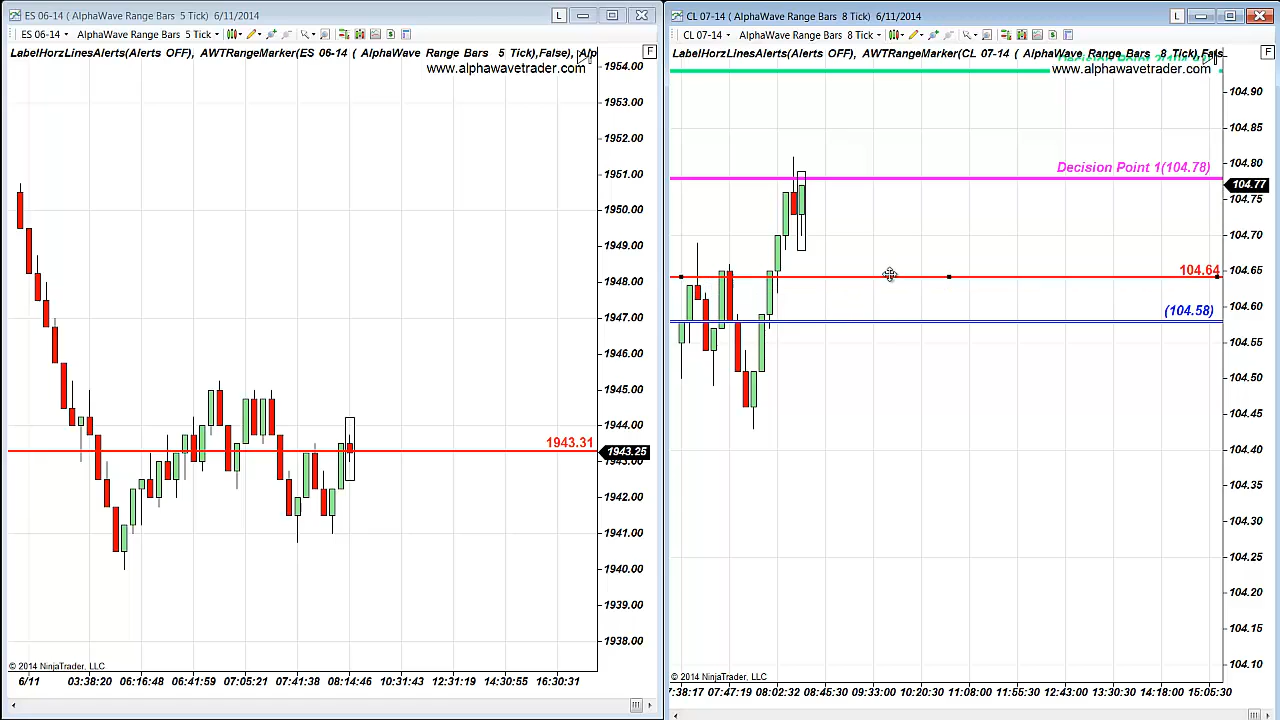 ES 06-14 ( AlphaWave Range Bars 5 Tick) 6/11/2014
ES 06-14
AlphaWave Range Bars 5 Tick
LabelHorzLinesAlerts(Alerts OFF), AWTRangeMarker(ES 06-14 ( AlphaWave Range Bars 5 Tick),False),
F
www.alphawavetrader.com
1954.00
1953.00
1952.00
1951.00
1950.00
1949.00
1948.00
1947.00
1946.00
1945.00
1944.00
1943.31
1943.25
1943.00
1942.00
1941.00
1940.00
1939.00
1938.00
© 2014 NinjaTrader, LLC
6/11 03:38:20 06:16:48 06:41:59 07:05:21 07:41:38 08:14:46 10:31:43 12:31:19 14:30:55 16:30:31
CL 07-14 ( AlphaWave Range Bars 8 Tick) 6/11/2014
CL 07-14
AlphaWave Range Bars 8 Tick
LabelHorzLinesAlerts(Alerts OFF), AWTRangeMarker(CL 07-14 ( AlphaWave Range Bars 8 Tick),Fals
F
www.alphawavetrader.com
104.90
104.85
Decision Point 1(104.78)
104.80
104.77
104.75
104.70
104.64
104.65
(104.58)
104.60
104.55
104.50
104.45
104.40
104.35
104.30
104.25
104.20
104.15
104.10
© 2014 NinjaTrader, LLC
7:38:17 07:47:19 08:02:32 08:45:30 09:33:00 10:20:30 11:08:00 11:55:30 12:43:00 13:30:30 14:18:00 15:05:30